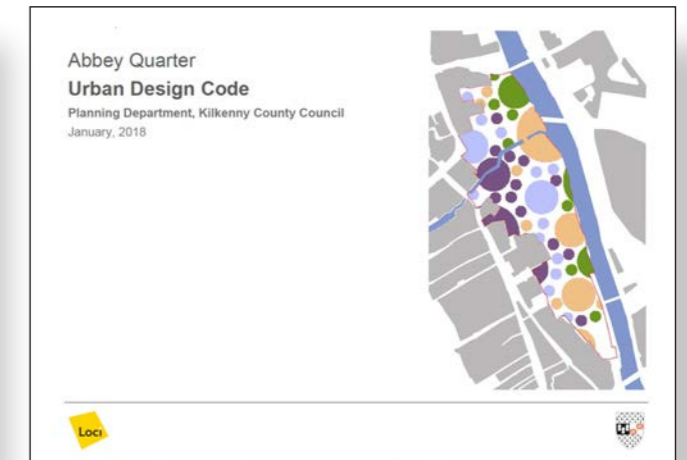 Abbey Quarter
Urban Design Code
Planning Department, Kilkenny County Council
January, 2018
Loci